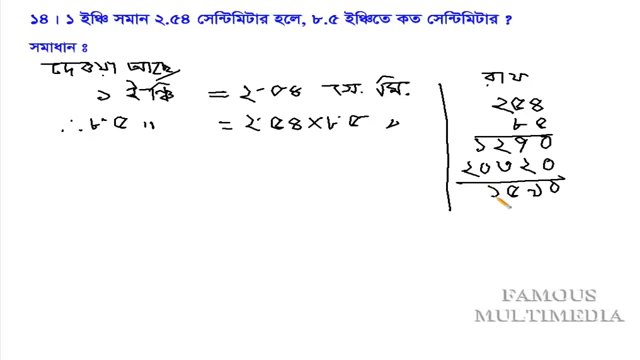 ১৪। ১ ইঞ্চি সমান ২.৫৪ সেন্টিমিটার হলে, ৮.৫ ইঞ্চিতে কত সেন্টিমিটার ?
সমাধান ঃ
দেওয়া আছে,
১ ইঞ্চি = ২.৫৪ সে. মি.
∴ ৮.৫ " = ২.৫৪×৮.৫ "
রাফ
২৫৪
৮৫
১২৭০
২০৩২০
১৫৯০
FAMOUS
MULTIMEDIA